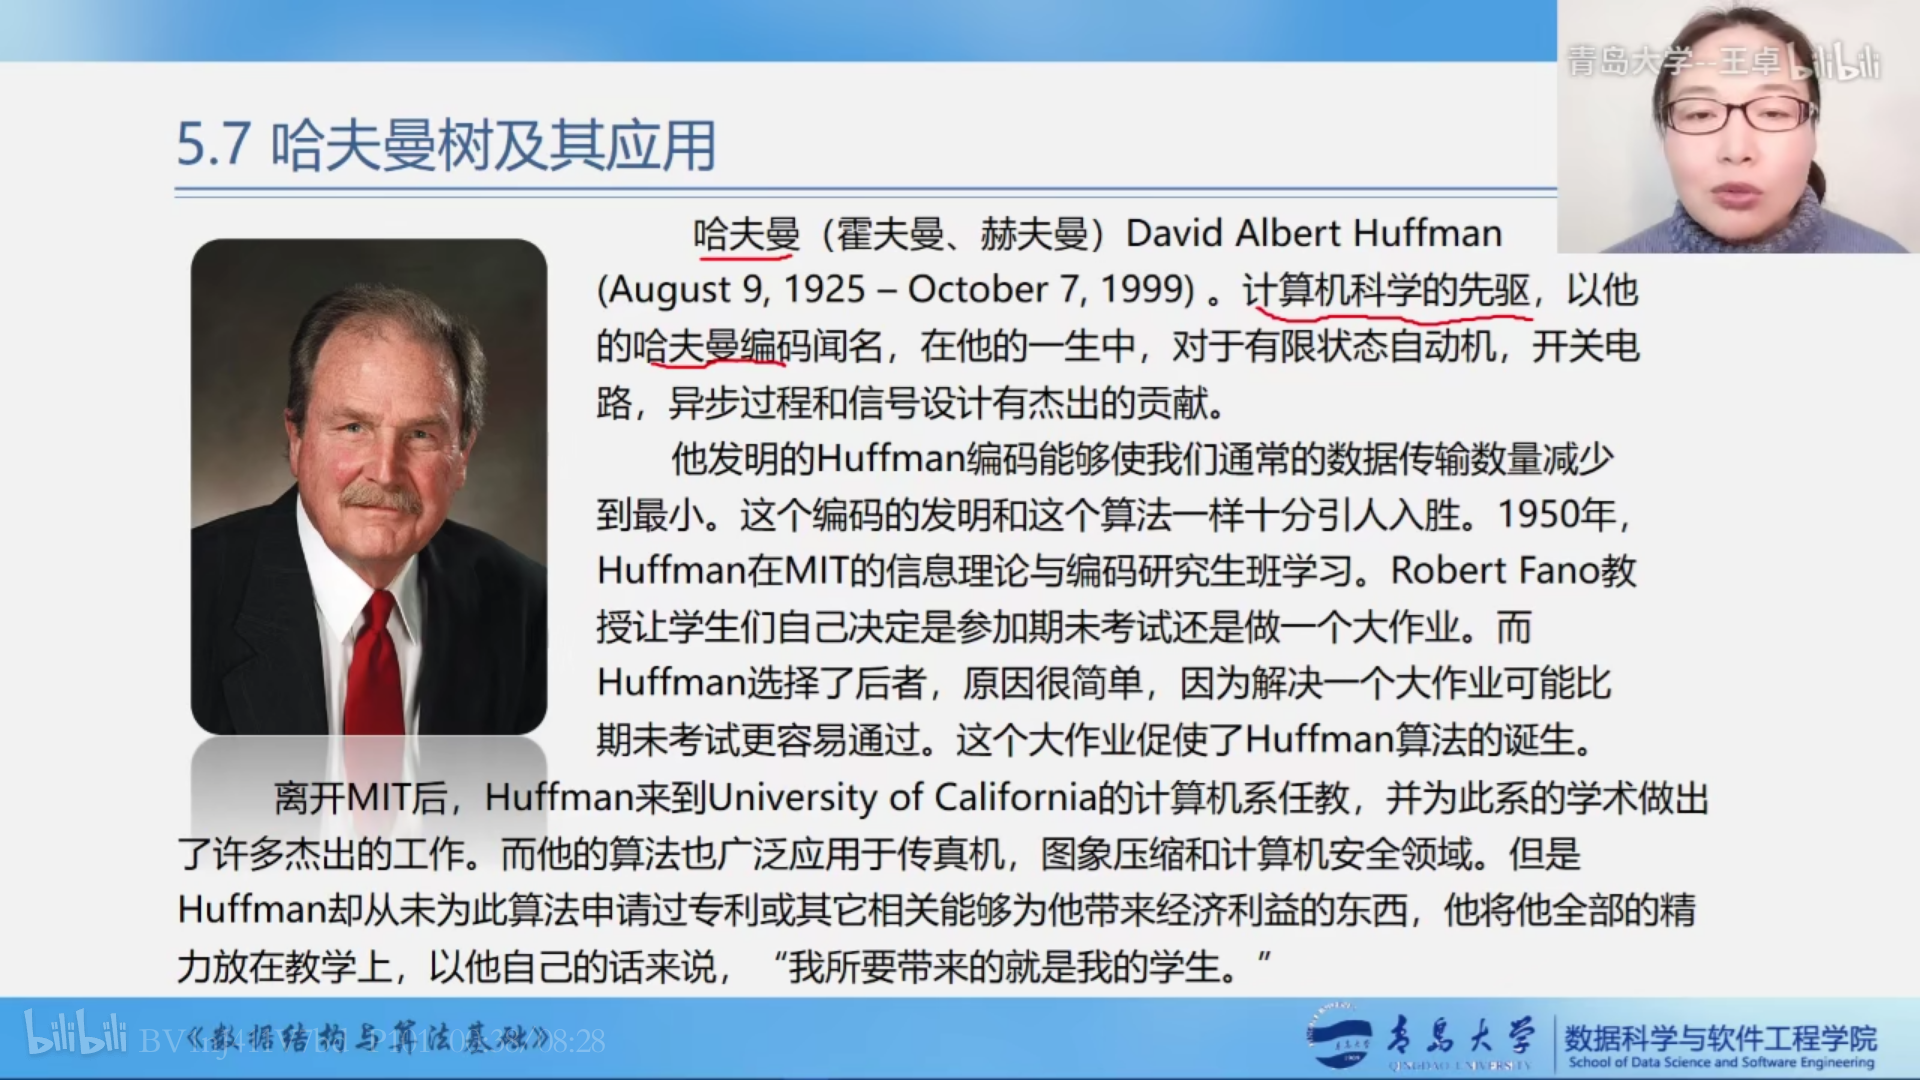 青岛大学--王卓 bilibili
5.7 哈夫曼树及其应用
哈夫曼（霍夫曼、赫夫曼）David Albert Huffman
(August 9, 1925 – October 7, 1999) 。计算机科学的先驱，以他
的哈夫曼编码闻名，在他的一生中，对于有限状态自动机，开关电
路，异步过程和信号设计有杰出的贡献。
他发明的Huffman编码能够使我们通常的数据传输数量减少
到最小。这个编码的发明和这个算法一样十分引人入胜。1950年，
Huffman在MIT的信息理论与编码研究生班学习。Robert Fano教
授让学生们自己决定是参加期未考试还是做一个大作业。而
Huffman选择了后者，原因很简单，因为解决一个大作业可能比
期未考试更容易通过。这个大作业促使了Huffman算法的诞生。
离开MIT后，Huffman来到University of California的计算机系任教，并为此系的学术做出
了许多杰出的工作。而他的算法也广泛应用于传真机，图象压缩和计算机安全领域。但是
Huffman却从未为此算法申请过专利或其它相关能够为他带来经济利益的东西，他将他全部的精
力放在教学上，以他自己的话来说，“我所要带来的就是我的学生。”
bilibili
《数据结构与算法基础》
08:28
青岛大学
QINGDAO UNIVERSITY
数据科学与软件工程学院
School of Data Science and Software Engineering